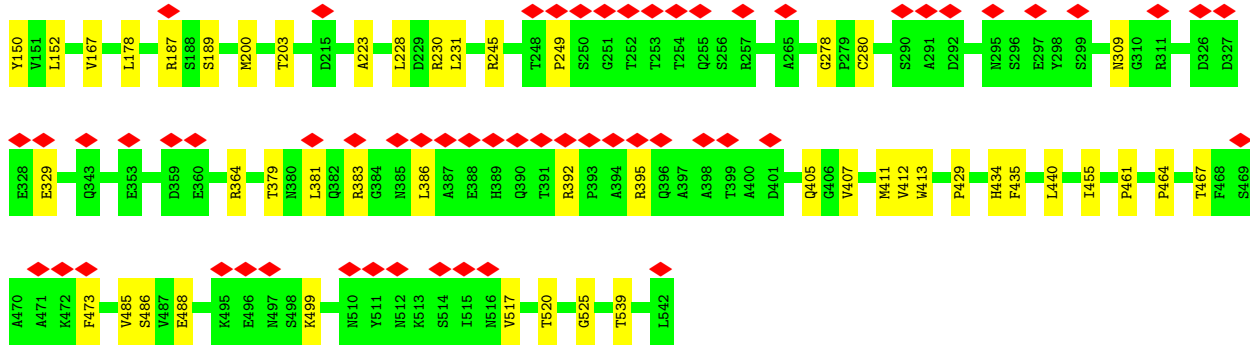 Y150 V151 L152 V167 L178 R187 S188 S189 M200 T203 D215 A223 L228 D229 R230 L231 R245 T248 P249 S250 G251 T252 T253 T254 Q255 S256 R257 A265 G278 P279 C280 S290 A291 D292 N295 S296 E297 Y298 S299 N309 G310 R311 D326 D327
E328 E329 Q343 E353 D359 E360 R364 T379 N380 L381 Q382 R383 G384 N385 L386 A387 E388 H389 Q390 T391 R392 P393 A394 R395 Q396 A397 A398 T399 A400 D401 Q405 G406 V407 M411 V412 W413 P429 H434 F435 L440 I455 P461 P464 T467 F468 S469
A470 A471 K472 F473 V485 S486 V487 E488 K495 E496 N497 S498 K499 N510 Y511 N512 K513 S514 I515 N516 V517 T520 G525 T539 L542